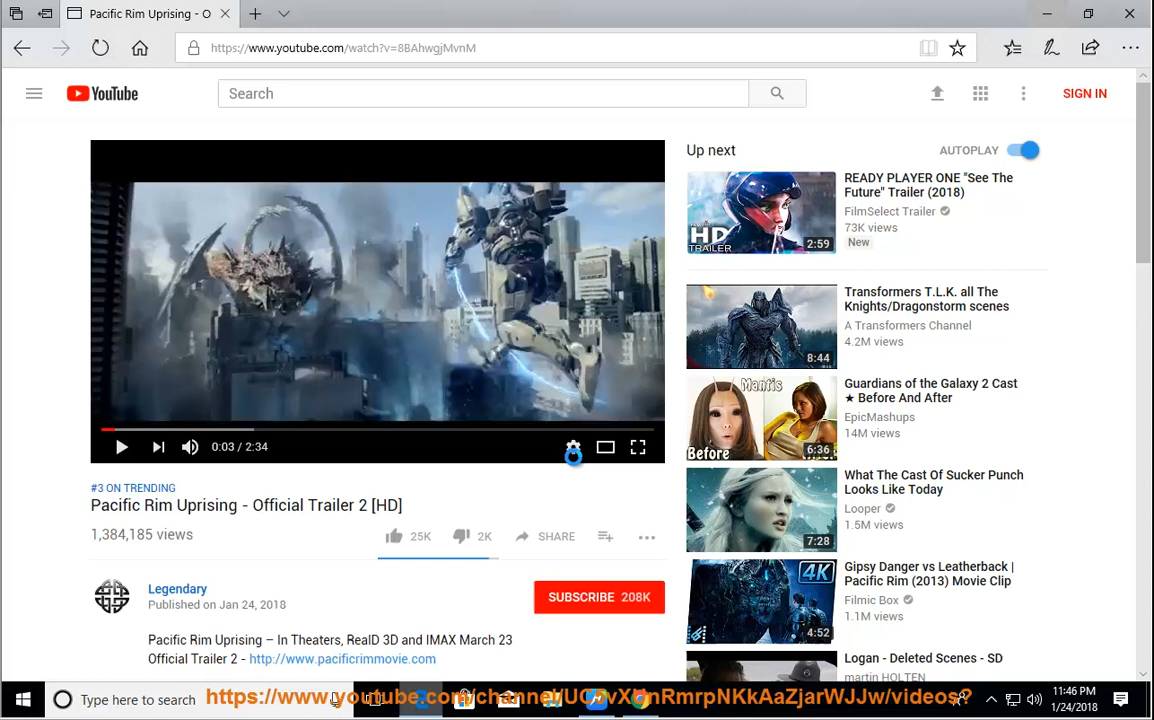 Pacific Rim Uprising - O
https://www.youtube.com/watch?v=8BAhwgjMvnM
YouTube
Search
SIGN IN
Up next
AUTOPLAY
READY PLAYER ONE "See The
Future" Trailer (2018)
FilmSelect Trailer
73K views
New
HD
TRAILER
2:59
Transformers T.L.K. all The
Knights/Dragonstorm scenes
A Transformers Channel
4.2M views
8:44
Guardians of the Galaxy 2 Cast
★ Before And After
EpicMashups
14M views
Mantis
Before
6:36
What The Cast Of Sucker Punch
Looks Like Today
Looper
1.5M views
7:28
Gipsy Danger vs Leatherback |
Pacific Rim (2013) Movie Clip
Filmic Box
1.1M views
4K
4:52
Logan - Deleted Scenes - SD
martin HOLTEN
0:03 / 2:34
#3 ON TRENDING
Pacific Rim Uprising - Official Trailer 2 [HD]
1,384,185 views
25K
2K
SHARE
Legendary
Published on Jan 24, 2018
SUBSCRIBE 208K
Pacific Rim Uprising – In Theaters, RealD 3D and IMAX March 23
Official Trailer 2 - http://www.pacificrimmovie.com
Type here to search
11:46 PM
1/24/2018